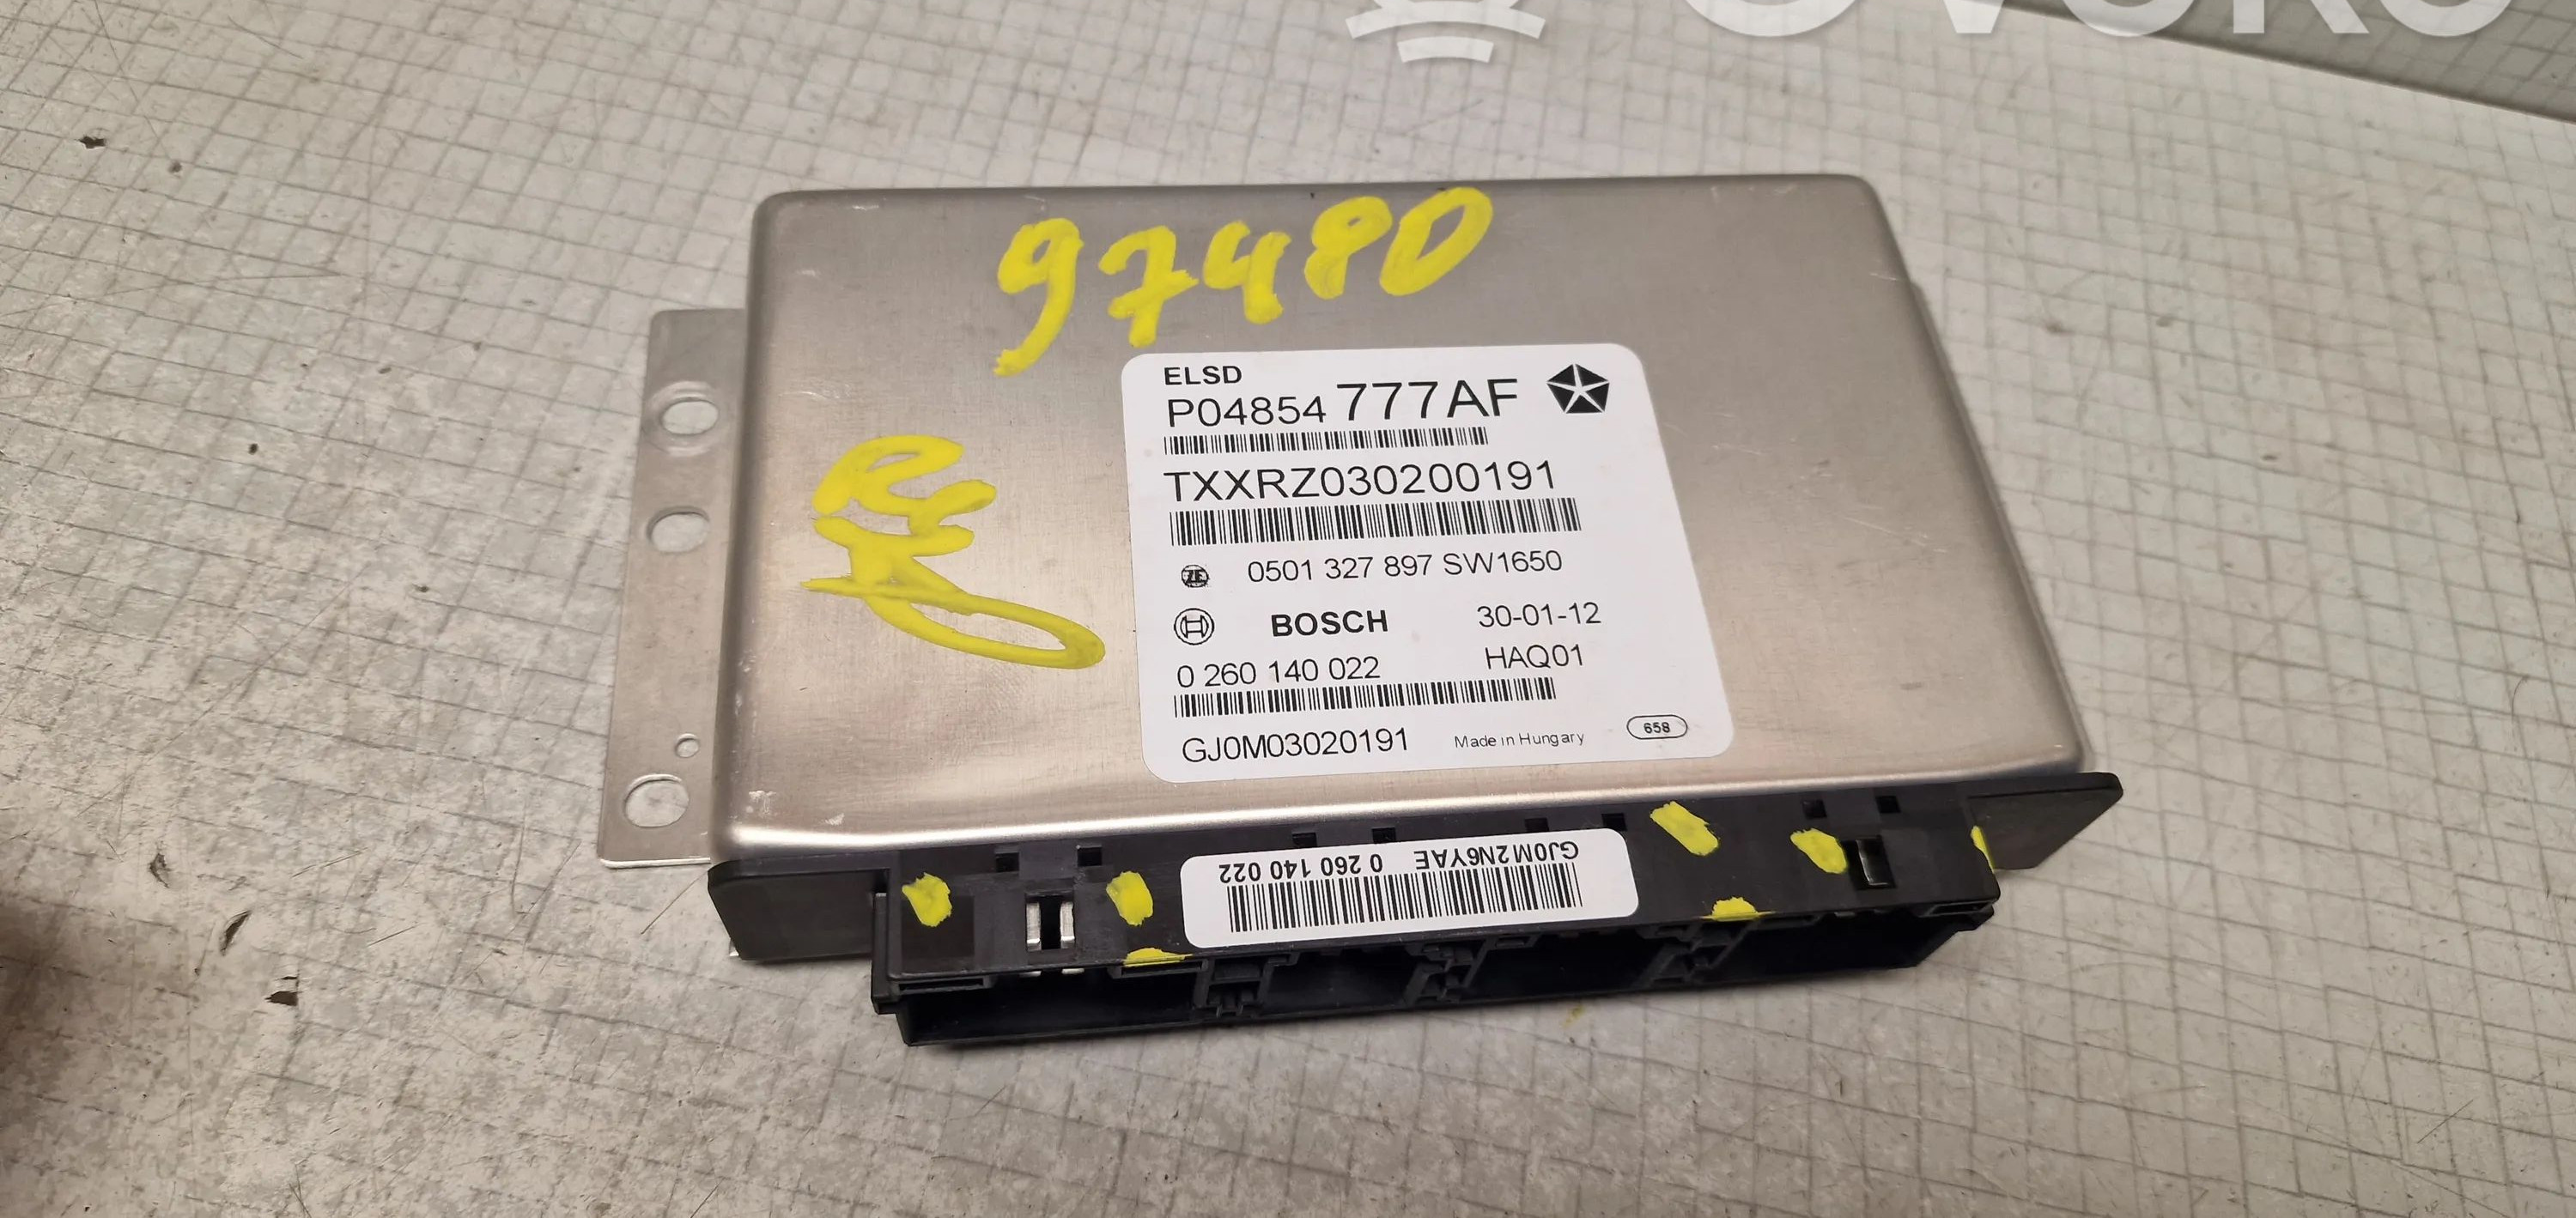 97480
ELSD
P04854 777AF
TXXRZ030200191
ZF 0501 327 897 SW1650
BOSCH 30-01-12
0 260 140 022 HAQ01
GJ0M03020191 Made in Hungary 658
GJ0M2N6YAE 0 260 140 022